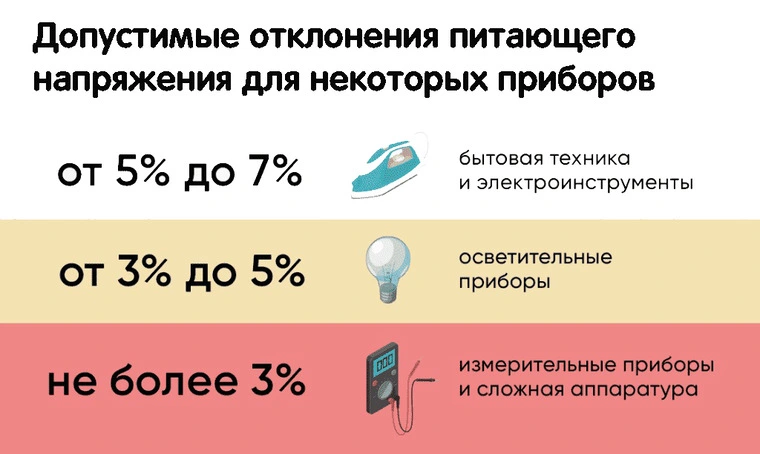 Допустимые отклонения питающего
напряжения для некоторых приборов
от 5% до 7%
бытовая техника
и электроинструменты
от 3% до 5%
осветительные
приборы
не более 3%
измерительные приборы
и сложная аппаратура